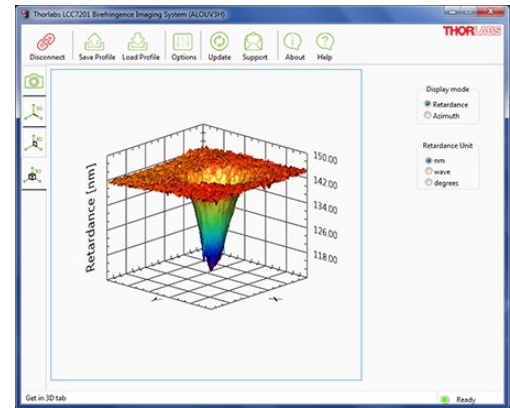 Thorlabs LCC7201 Birefringence Imaging System (ALOUV3H)
THORLABS
Disconnect Save Profile Load Profile Options Update Support About Help
Display mode
Retardance
Azimuth
Retardance Unit
nm
wave
degrees
150.00
142.00
134.00
126.00
118.00
Retardance [nm]
Y X
Get in 3D tab Ready